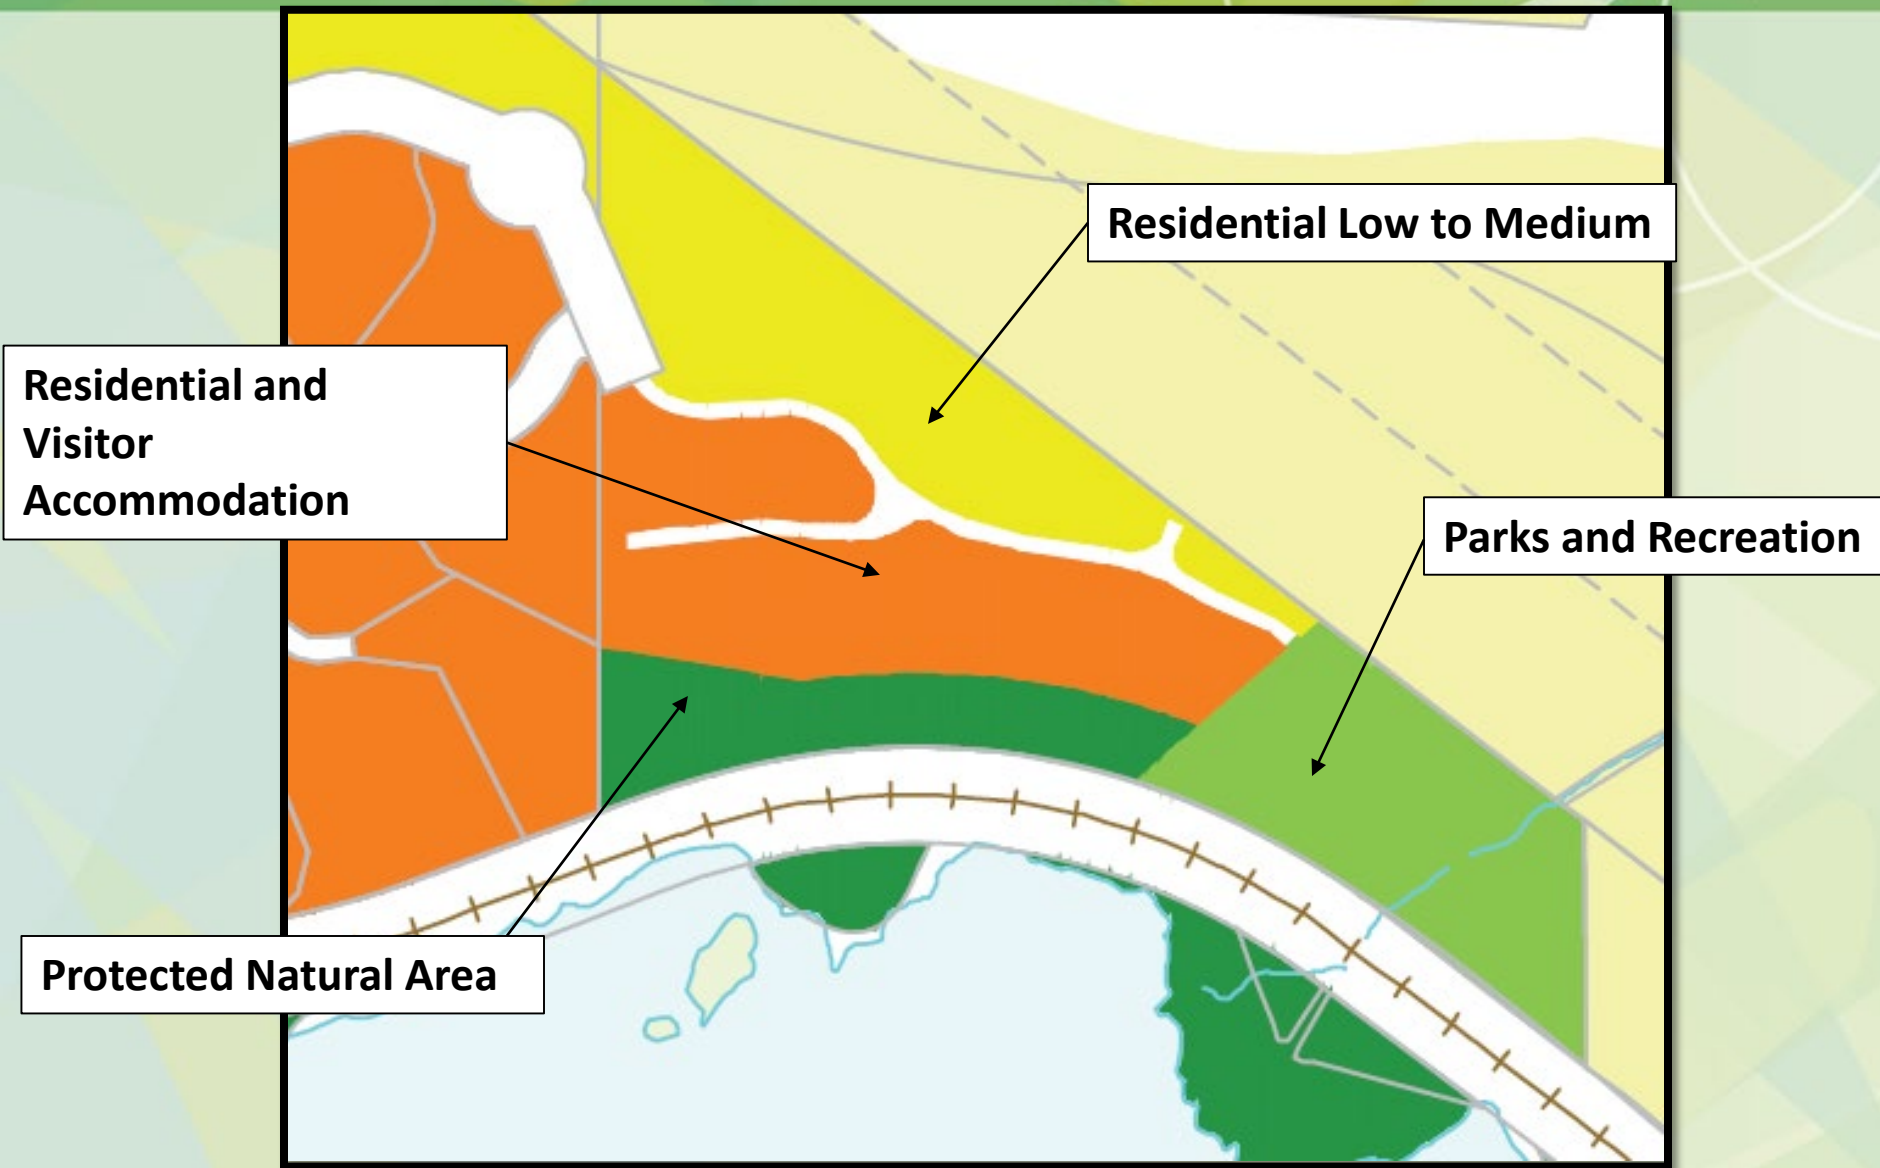 Residential Low to Medium
Residential and
Visitor
Accommodation
Parks and Recreation
Protected Natural Area